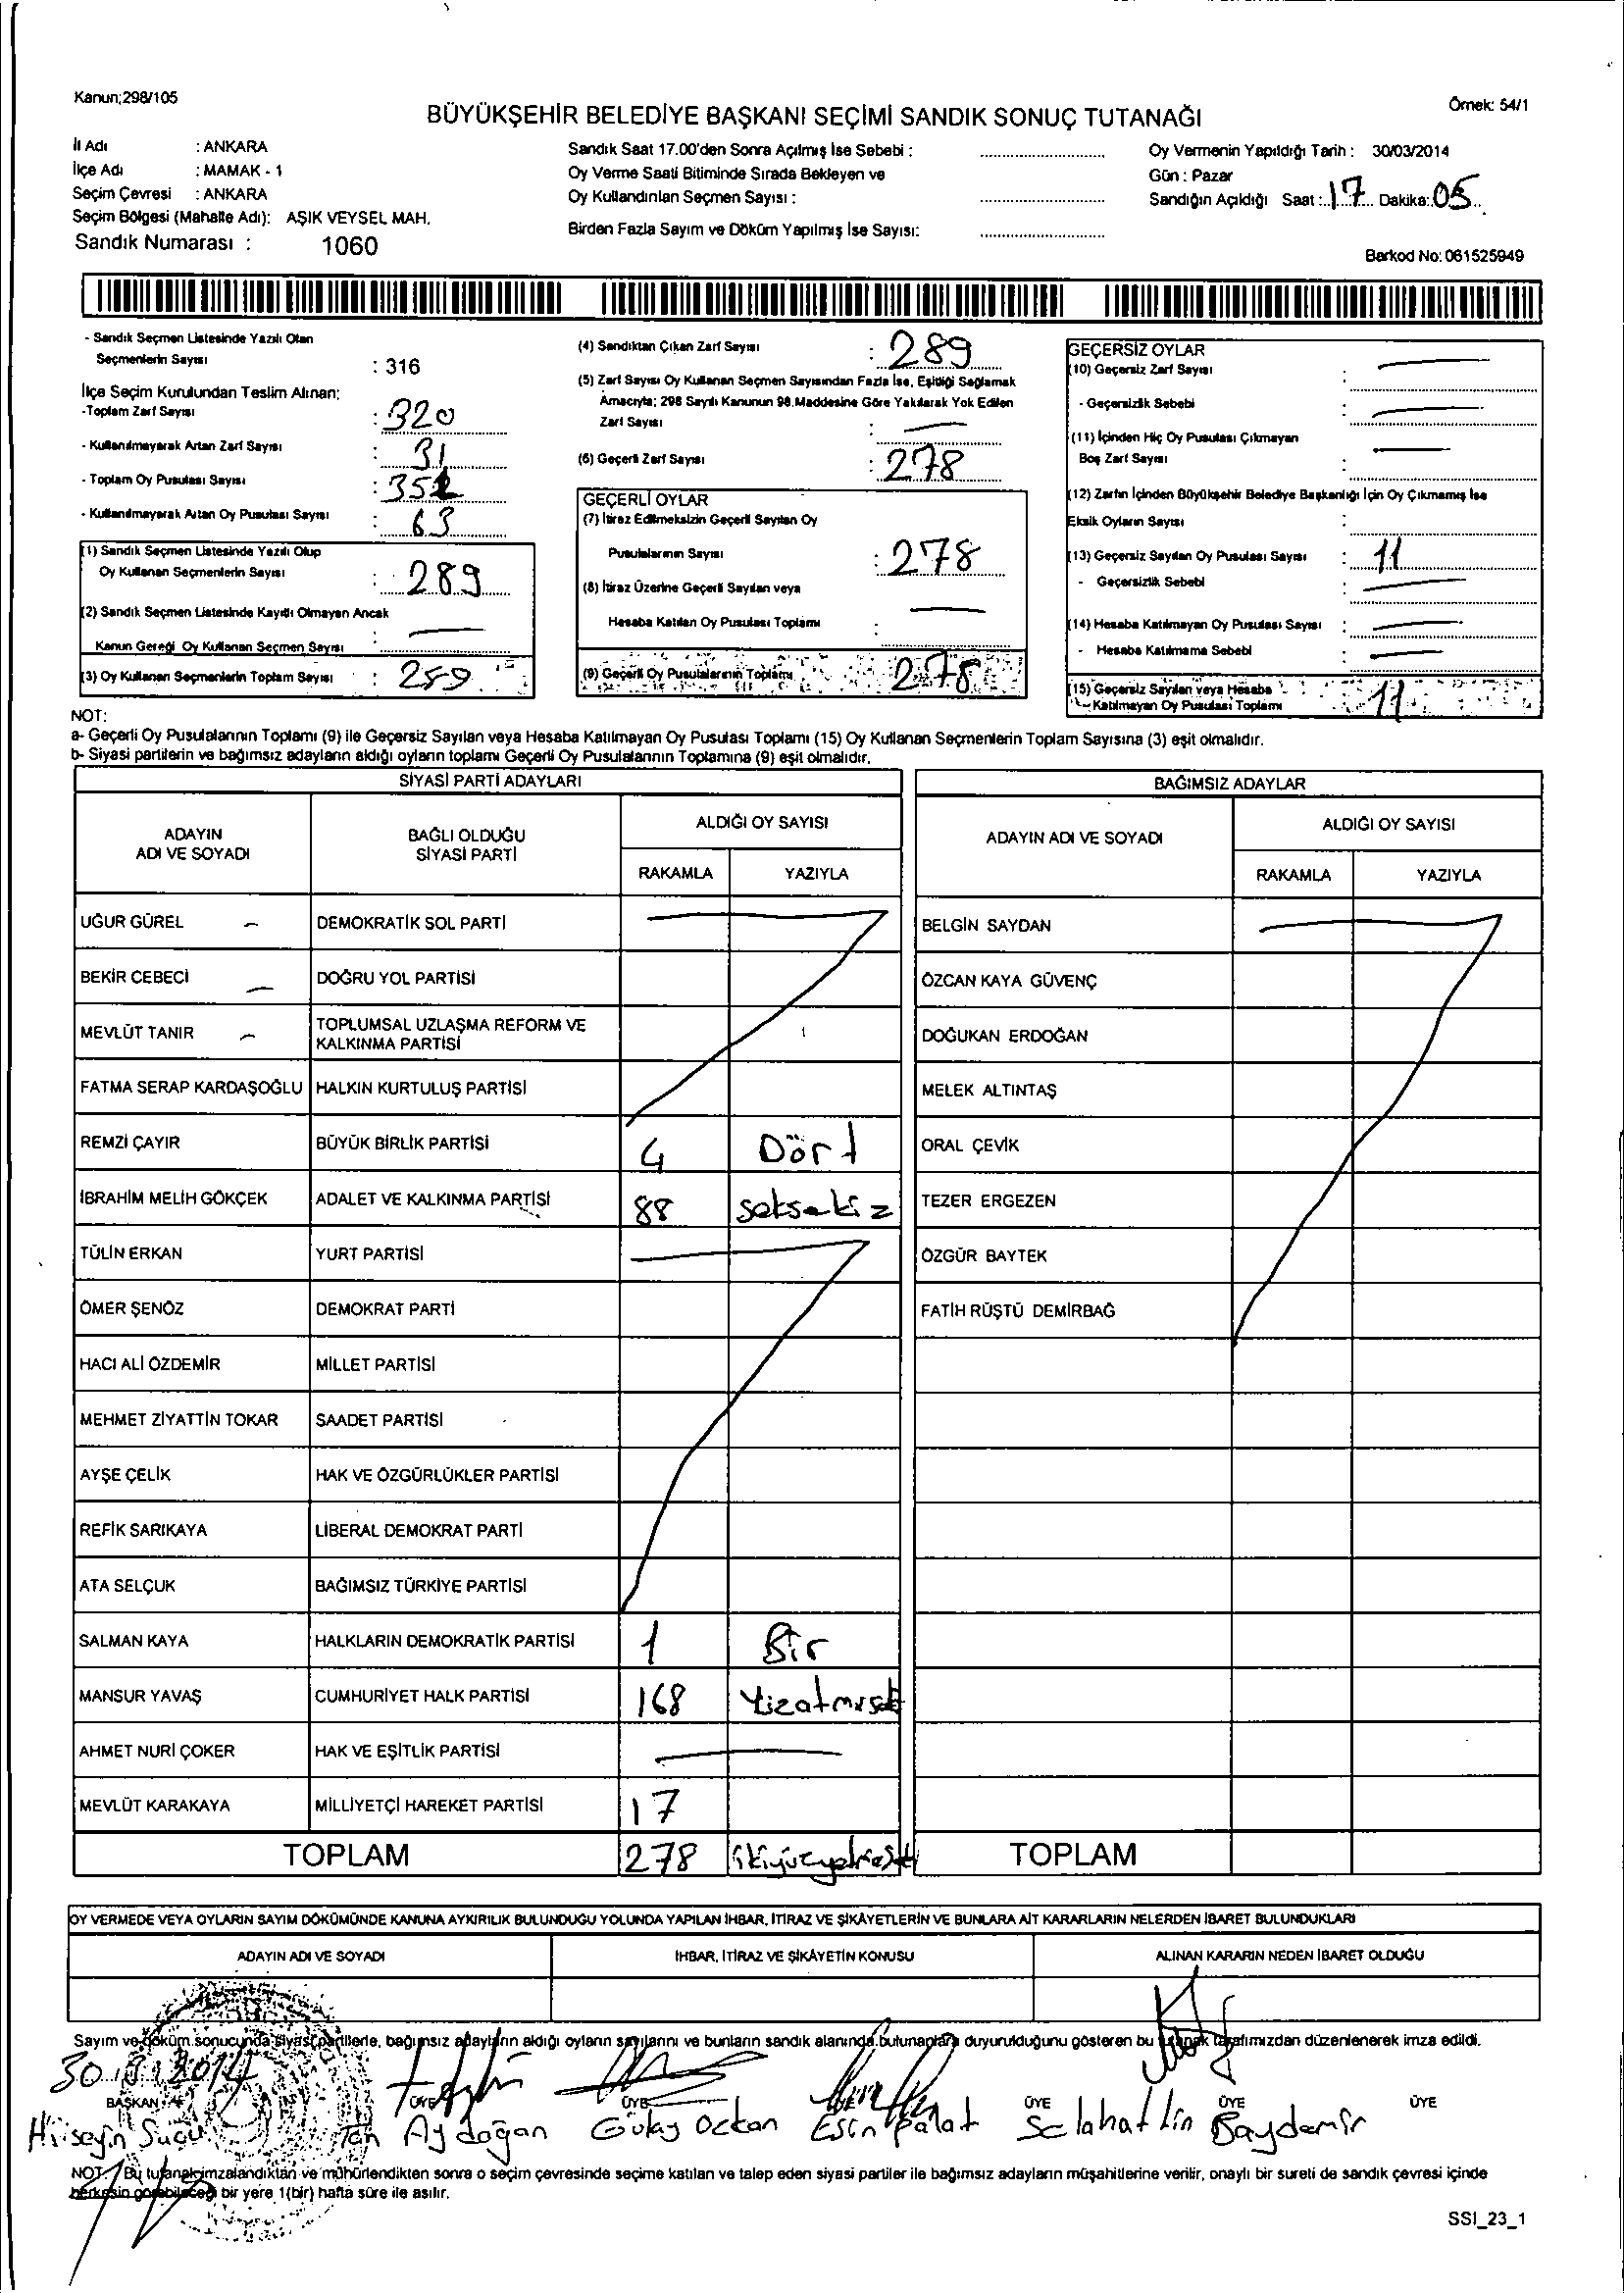 Kanun;298/105
Örnek: 54/1
BÜYÜKŞEHİR BELEDİYE BAŞKANI SEÇİMİ SANDIK SONUÇ TUTANAĞI
İl Adı : ANKARA
İlçe Adı : MAMAK - 1
Seçim Çevresi : ANKARA
Seçim Bölgesi (Mahalle Adı): AŞIK VEYSEL MAH.
Sandık Numarası : 1060
Sandık Saat 17.00'den Sonra Açılmış İse Sebebi :
Oy Verme Saati Bitiminde Sırada Bekleyen ve
Oy Kullandırılan Seçmen Sayısı :
Birden Fazla Sayım ve Döküm Yapılmış İse Sayısı:
Oy Vermenin Yapıldığı Tarih : 30/03/2014
Gün : Pazar
Sandığın Açıldığı Saat : 17 Dakika: 05
Barkod No: 061525949
- Sandık Seçmen Listesinde Yazılı Olan
Seçmenlerin Sayısı : 316
İlçe Seçim Kurulundan Teslim Alınan:
-Toplam Zarf Sayısı : 320
- Kullanılmayarak Artan Zarf Sayısı : 31
- Toplam Oy Pusulası Sayısı : 352
- Kullanılmayarak Artan Oy Pusulası Sayısı : 63
(1) Sandık Seçmen Listesinde Yazılı Olup
Oy Kullanan Seçmenlerin Sayısı : 289
(2) Sandık Seçmen Listesinde Kayıtlı Olmayan Ancak
Kanun Gereği Oy Kullanan Seçmen Sayısı : —
(3) Oy Kullanan Seçmenlerin Toplam Sayısı : 289
(4) Sandıktan Çıkan Zarf Sayısı : 289
(5) Zarf Sayısı Oy Kullanan Seçmen Sayısından Fazla İse, Eşitliği Sağlamak
Amacıyla; 298 Sayılı Kanunun 98.Maddesine Göre Yakılarak Yok Edilen
Zarf Sayısı : —
(6) Geçerli Zarf Sayısı : 278
GEÇERLİ OYLAR
(7) İtiraz Edilmeksizin Geçerli Sayılan Oy
Pusulalarının Sayısı : 278
(8) İtiraz Üzerine Geçerli Sayılan veya
Hesaba Katılan Oy Pusulası Toplamı : —
(9) Geçerli Oy Pusulalarının Toplamı : 278
GEÇERSİZ OYLAR
(10) Geçersiz Zarf Sayısı : —
- Geçersizlik Sebebi : —
(11) İçinden Hiç Oy Pusulası Çıkmayan
Boş Zarf Sayısı : —
(12) Zarfın İçinden Büyükşehir Belediye Başkanlığı İçin Oy Çıkmamış İse
Eksik Oyların Sayısı :
(13) Geçersiz Sayılan Oy Pusulası Sayısı : 11
- Geçersizlik Sebebi : —
(14) Hesaba Katılmayan Oy Pusulası Sayısı : —
- Hesaba Katılmama Sebebi : —
(15) Geçersiz Sayılan veya Hesaba
Katılmayan Oy Pusulası Toplamı : 11
NOT:
a- Geçerli Oy Pusulalarının Toplamı (9) ile Geçersiz Sayılan veya Hesaba Katılmayan Oy Pusulası Toplamı (15) Oy Kullanan Seçmenlerin Toplam Sayısına (3) eşit olmalıdır.
b- Siyasi partilerin ve bağımsız adayların aldığı oyların toplamı Geçerli Oy Pusulalarının Toplamına (9) eşit olmalıdır.
SİYASİ PARTİ ADAYLARI
ADAYIN ADI VE SOYADI
BAĞLI OLDUĞU SİYASİ PARTİ
ALDIĞI OY SAYISI
RAKAMLA YAZIYLA
UĞUR GÜREL — DEMOKRATİK SOL PARTİ
BEKİR CEBECİ — DOĞRU YOL PARTİSİ
MEVLÜT TANIR — TOPLUMSAL UZLAŞMA REFORM VE KALKINMA PARTİSİ
FATMA SERAP KARDAŞOĞLU HALKIN KURTULUŞ PARTİSİ
REMZİ ÇAYIR BÜYÜK BİRLİK PARTİSİ 4 Dört
İBRAHİM MELİH GÖKÇEK ADALET VE KALKINMA PARTİSİ 88 seksekiz
TÜLİN ERKAN YURT PARTİSİ
ÖMER ŞENÖZ DEMOKRAT PARTİ
HACI ALİ ÖZDEMİR MİLLET PARTİSİ
MEHMET ZİYATTİN TOKAR SAADET PARTİSİ
AYŞE ÇELİK HAK VE ÖZGÜRLÜKLER PARTİSİ
REFİK SARIKAYA LİBERAL DEMOKRAT PARTİ
ATA SELÇUK BAĞIMSIZ TÜRKİYE PARTİSİ
SALMAN KAYA HALKLARIN DEMOKRATİK PARTİSİ 1 Bir
MANSUR YAVAŞ CUMHURİYET HALK PARTİSİ 168
AHMET NURİ ÇOKER HAK VE EŞİTLİK PARTİSİ —
MEVLÜT KARAKAYA MİLLİYETÇİ HAREKET PARTİSİ 17
TOPLAM 278
BAĞIMSIZ ADAYLAR
ADAYIN ADI VE SOYADI
ALDIĞI OY SAYISI
RAKAMLA YAZIYLA
BELGİN SAYDAN
ÖZCAN KAYA GÜVENÇ
DOĞUKAN ERDOĞAN
MELEK ALTINTAŞ
ORAL ÇEVİK
TEZER ERGEZEN
ÖZGÜR BAYTEK
FATİH RÜŞTÜ DEMİRBAĞ
TOPLAM
OY VERMEDE VEYA OYLARIN SAYIM DÖKÜMÜNDE KANUNA AYKIRILIK BULUNDUĞU YOLUNDA YAPILAN İHBAR, İTİRAZ VE ŞİKÂYETLERİN VE BUNLARA AİT KARARLARIN NELERDEN İBARET BULUNDUKLARI
ADAYIN ADI VE SOYADI
İHBAR, İTİRAZ VE ŞİKÂYETİN KONUSU
ALINAN KARARIN NEDEN İBARET OLDUĞU
Sayım ve döküm sonucunda siyasi partilerle, bağımsız adayların aldığı oyların sayılarını ve bunların sandık alanında bulunanlara duyurulduğunu gösteren bu tutanak tarafımızdan düzenlenerek imza edildi.
30.3.2014
BAŞKAN ÜYE ÜYE ÜYE ÜYE ÜYE
Hüseyin Suçu Aydoğan Gülay Esin Polat Selahattin Baydemir
NOT: Bu tutanak imzalandıktan ve mühürlendikten sonra o seçim çevresinde seçime katılan ve talep eden siyasi partiler ile bağımsız adayların müşahitlerine verilir, onaylı bir sureti de sandık çevresi içinde
herkesin görebileceği bir yere 1(bir) hafta süre ile asılır.
SSI_23_1